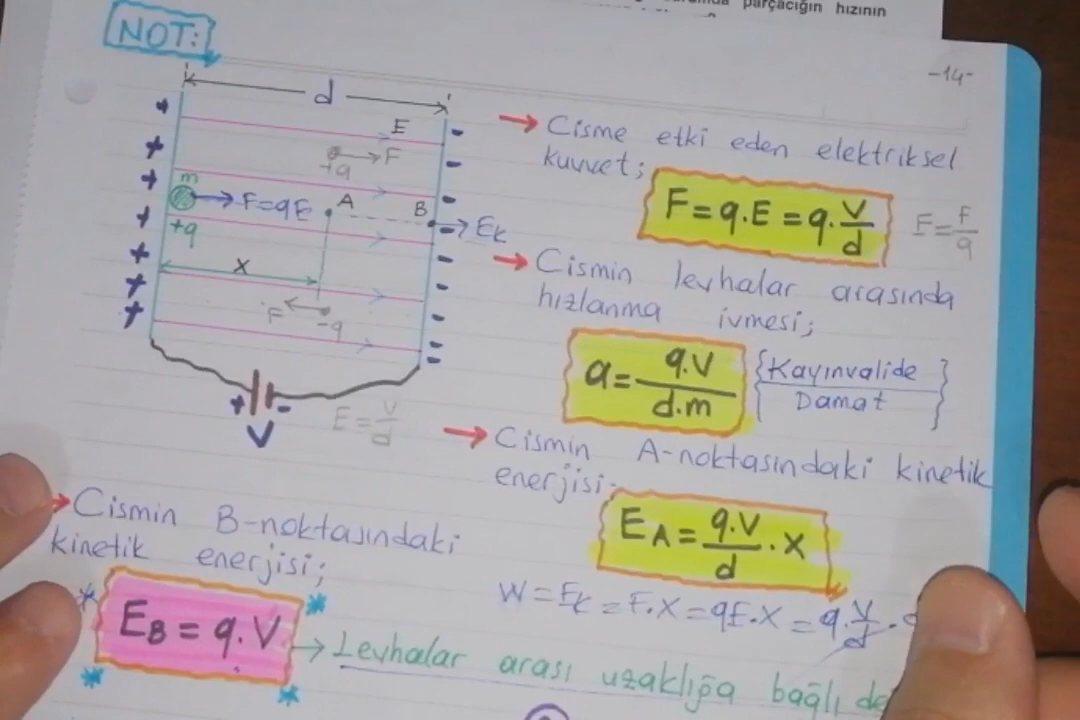 parçacığın hızının
NOT:
-14-
d
E
+q → F
m
F=qE
A
B
Ek
+q
x
F
-q
+ -
V
E = V/d
→ Cisme etki eden elektriksel
kuvvet;
F = q.E = q.V/d
F = F/q
→ Cismin levhalar arasında
hızlanma ivmesi;
a = q.V/d.m
{Kayınvalide/Damat}
→ Cismin A-noktasındaki kinetik
enerjisi;
EA = q.V/d . x
W = Ek = F.x = qE.x = q.V/d.
→ Cismin B-noktasındaki
kinetik enerjisi;
EB = q.V
→ Levhalar arası uzaklığa bağlı